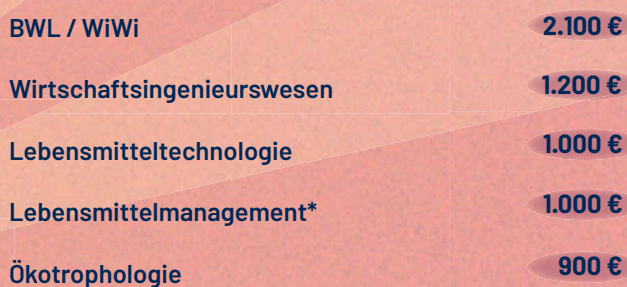 BWL / WiWi 2.100 €
Wirtschaftsingenieurswesen 1.200 €
Lebensmitteltechnologie 1.000 €
Lebensmittelmanagement* 1.000 €
Ökotrophologie 900 €